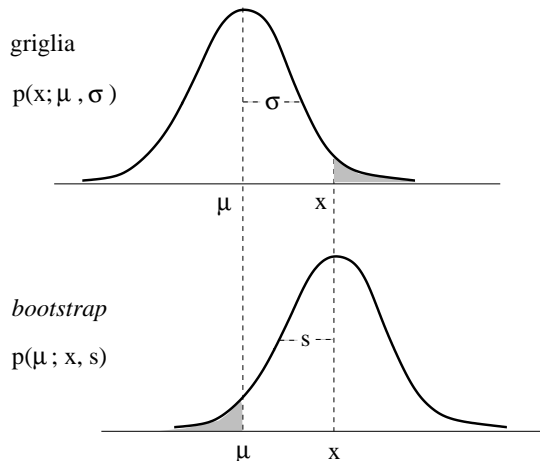 griglia
p(x; μ , σ )
σ
μ x
bootstrap
p(μ ; x, s)
s
μ x